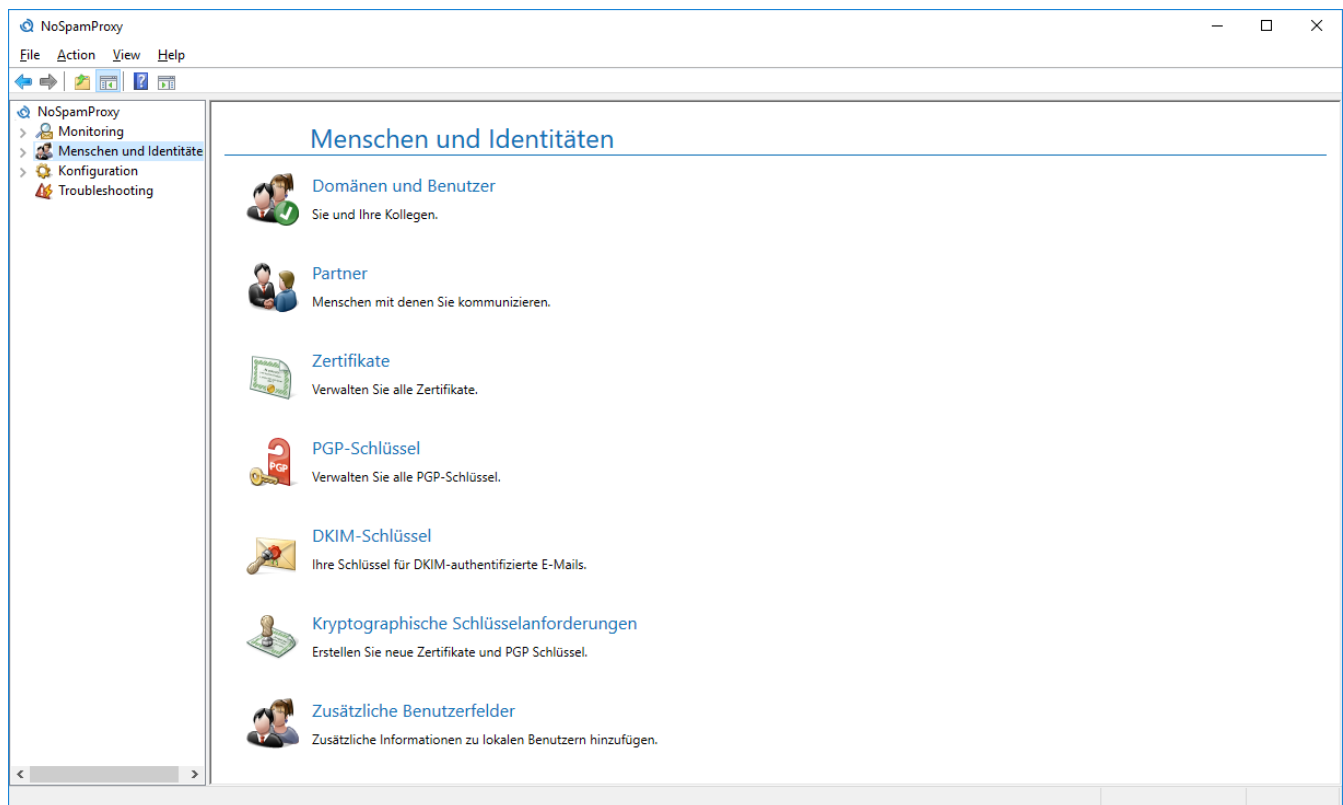 NoSpamProxy
File Action View Help
NoSpamProxy
Monitoring
Menschen und Identitäte
Konfiguration
Troubleshooting
Menschen und Identitäten
Domänen und Benutzer
Sie und Ihre Kollegen.
Partner
Menschen mit denen Sie kommunizieren.
Zertifikate
Verwalten Sie alle Zertifikate.
PGP
PGP-Schlüssel
Verwalten Sie alle PGP-Schlüssel.
DKIM-Schlüssel
Ihre Schlüssel für DKIM-authentifizierte E-Mails.
Kryptographische Schlüsselanforderungen
Erstellen Sie neue Zertifikate und PGP Schlüssel.
Zusätzliche Benutzerfelder
Zusätzliche Informationen zu lokalen Benutzern hinzufügen.